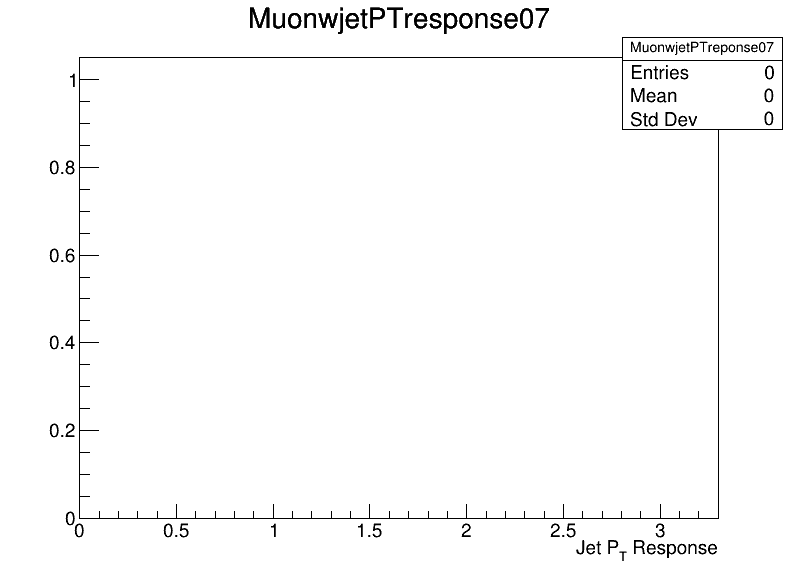 MuonwjetPTresponse07
MuonwjetPTreponse07
Entries 0
Mean 0
Std Dev 0
1
0.8
0.6
0.4
0.2
0
0 0.5 1 1.5 2 2.5 3
Jet PT Response